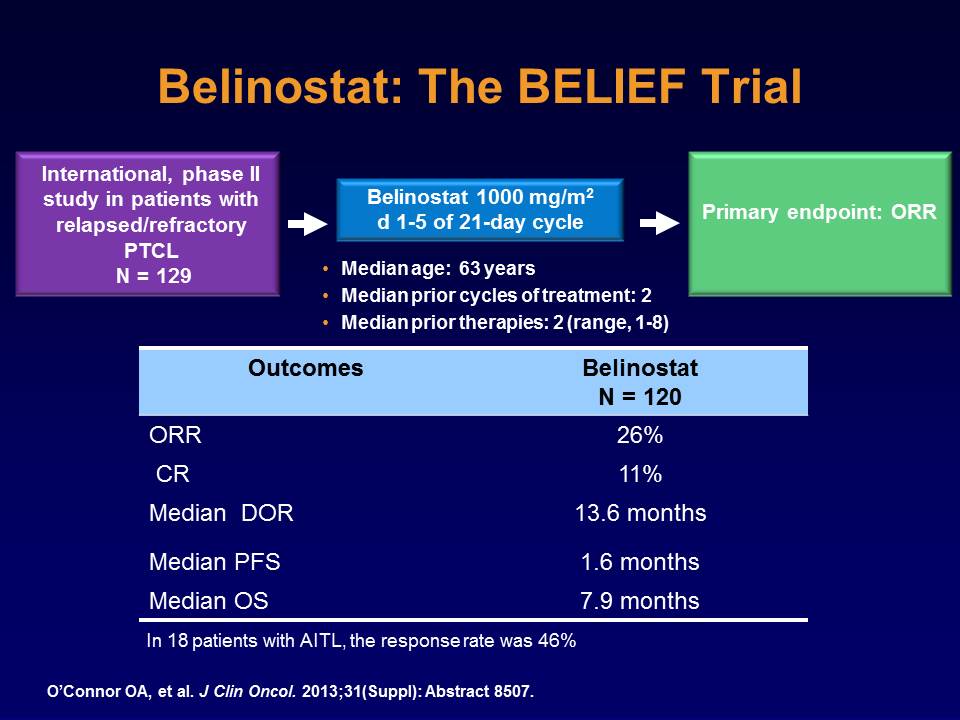 Belinostat: The BELIEF Trial
International, phase II
study in patients with
relapsed/refractory
PTCL
N = 129
Belinostat 1000 mg/m²
d 1-5 of 21-day cycle
Primary endpoint: ORR
• Median age: 63 years
• Median prior cycles of treatment: 2
• Median prior therapies: 2 (range, 1-8)
Outcomes Belinostat
N = 120
ORR 26%
CR 11%
Median DOR 13.6 months
Median PFS 1.6 months
Median OS 7.9 months
In 18 patients with AITL, the response rate was 46%
O’Connor OA, et al. J Clin Oncol. 2013;31(Suppl): Abstract 8507.